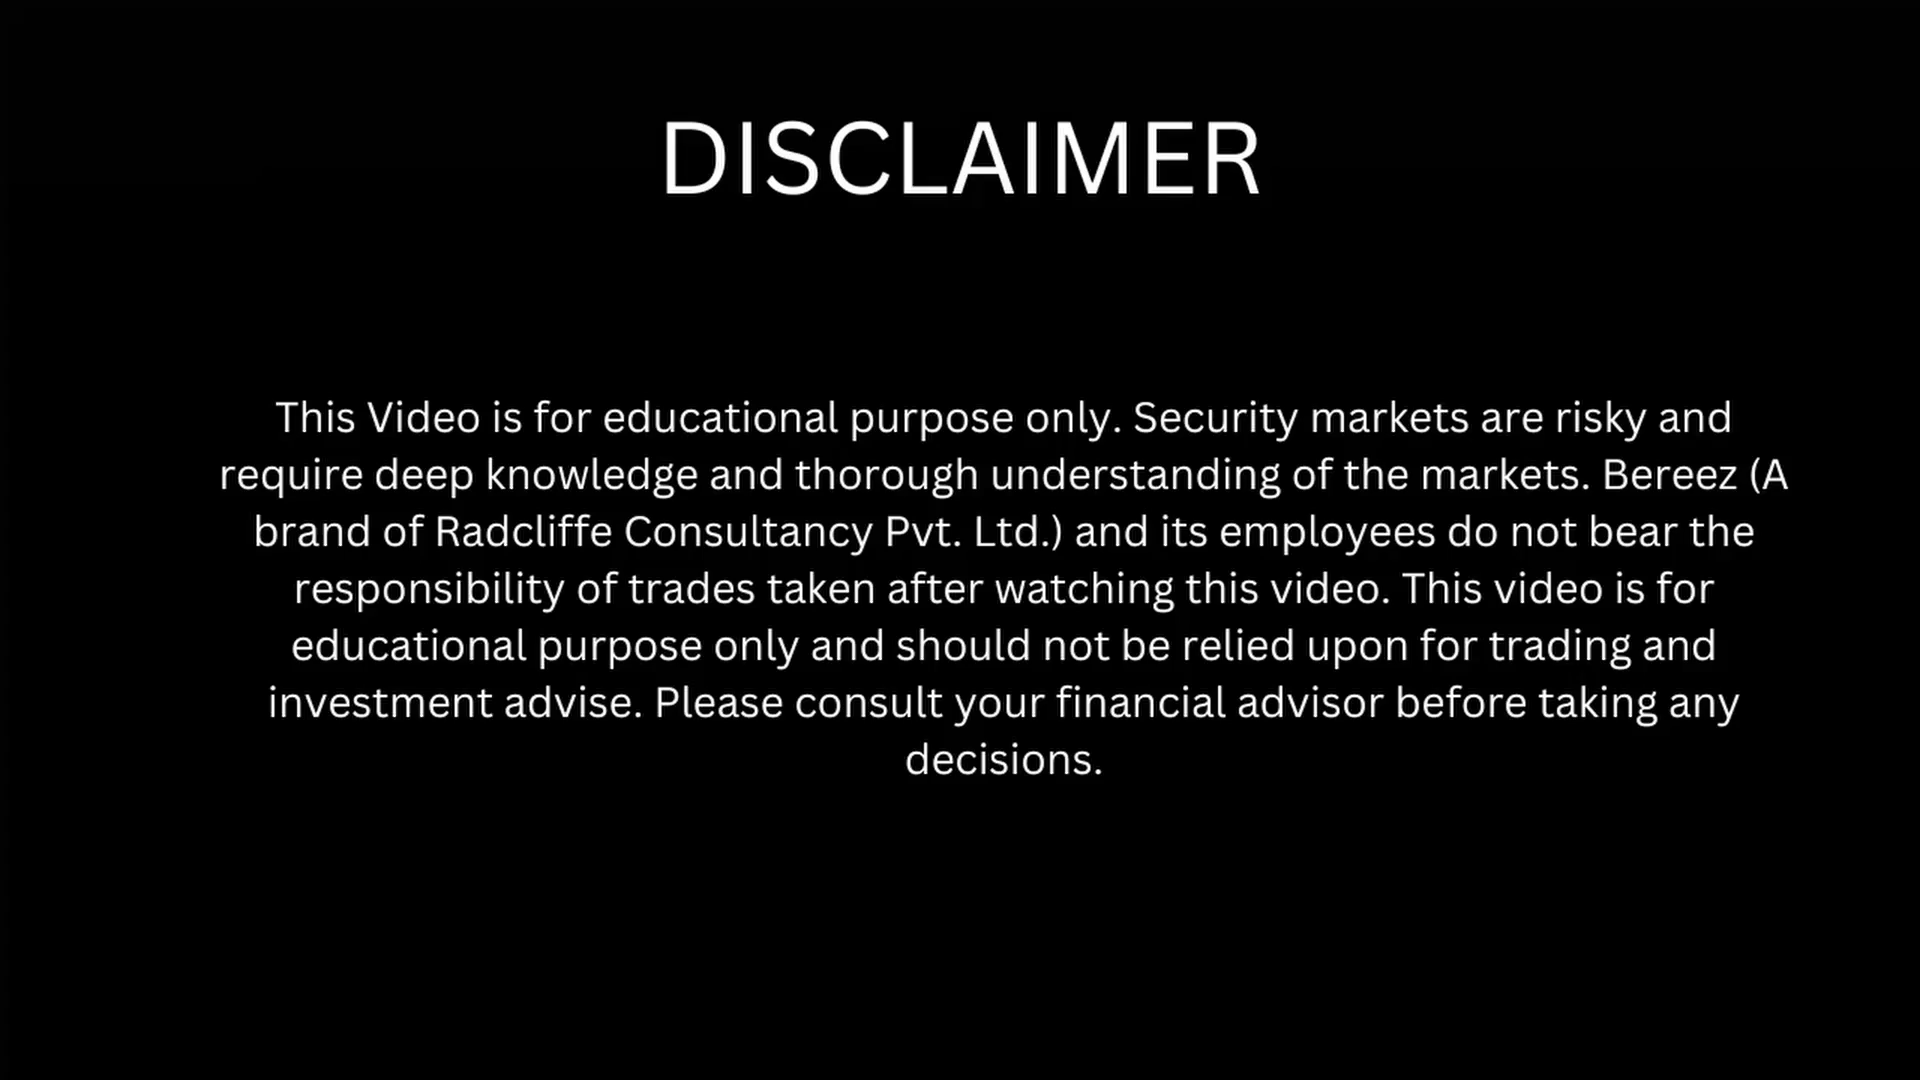 DISCLAIMER
This Video is for educational purpose only. Security markets are risky and
require deep knowledge and thorough understanding of the markets. Bereez (A
brand of Radcliffe Consultancy Pvt. Ltd.) and its employees do not bear the
responsibility of trades taken after watching this video. This video is for
educational purpose only and should not be relied upon for trading and
investment advise. Please consult your financial advisor before taking any
decisions.